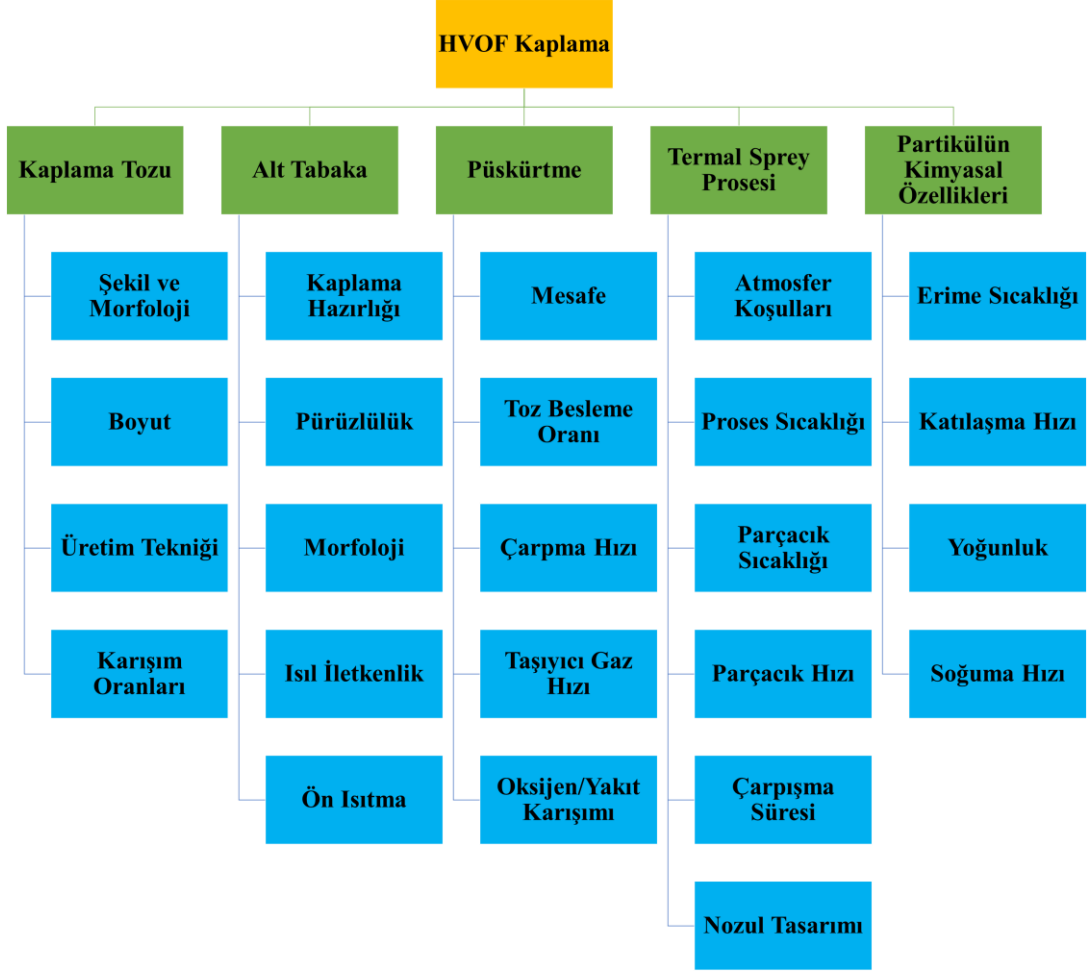 HVOF Kaplama
Kaplama Tozu
Alt Tabaka
Püskürtme
Termal Sprey
Prosesi
Partikülün
Kimyasal
Özellikleri
Şekil ve
Morfoloji
Boyut
Üretim Tekniği
Karışım
Oranları
Kaplama
Hazırlığı
Pürüzlülük
Morfoloji
Isıl İletkenlik
Ön Isıtma
Mesafe
Toz Besleme
Oranı
Çarpma Hızı
Taşıyıcı Gaz
Hızı
Oksijen/Yakıt
Karışımı
Atmosfer
Koşulları
Proses Sıcaklığı
Parçacık
Sıcaklığı
Parçacık Hızı
Çarpışma
Süresi
Nozul Tasarımı
Erime Sıcaklığı
Katılaşma Hızı
Yoğunluk
Soğuma Hızı